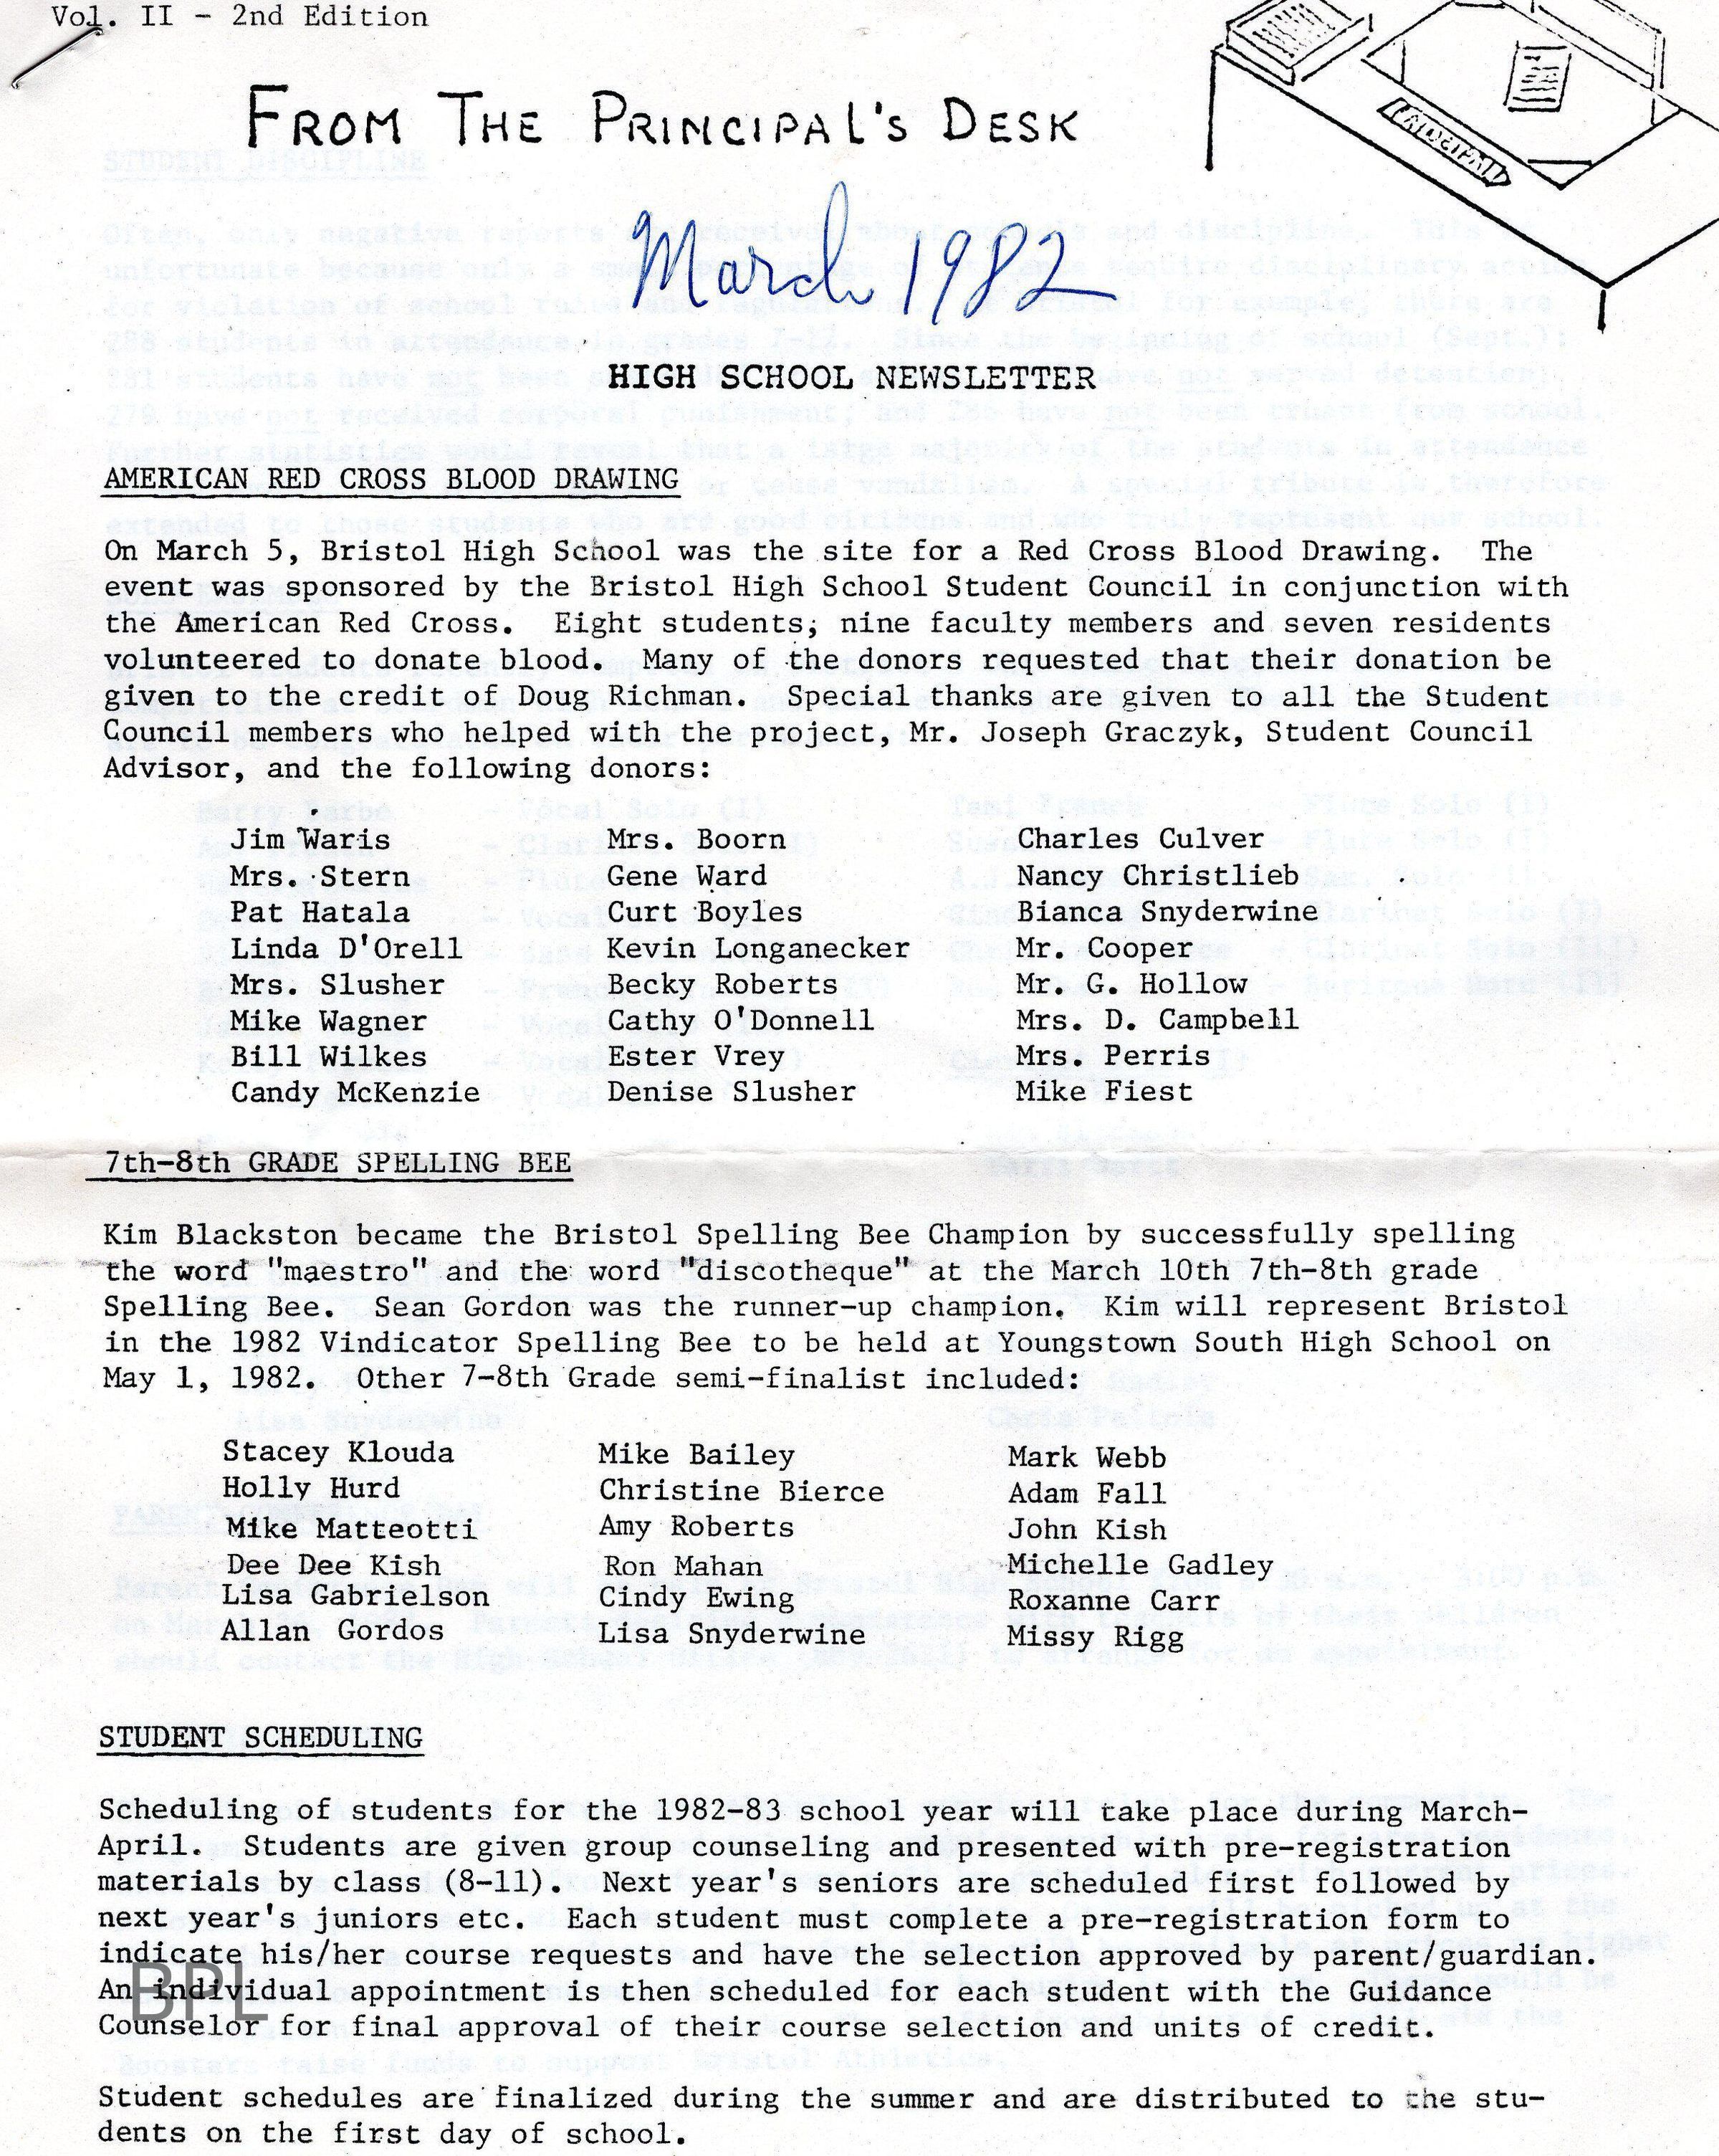 Vol. II - 2nd Edition
FROM THE PRINCIPAL'S DESK
PRINCIPAL
March 1982
HIGH SCHOOL NEWSLETTER
AMERICAN RED CROSS BLOOD DRAWING
On March 5, Bristol High School was the site for a Red Cross Blood Drawing. The
event was sponsored by the Bristol High School Student Council in conjunction with
the American Red Cross. Eight students, nine faculty members and seven residents
volunteered to donate blood. Many of the donors requested that their donation be
given to the credit of Doug Richman. Special thanks are given to all the Student
Council members who helped with the project, Mr. Joseph Graczyk, Student Council
Advisor, and the following donors:
Jim Waris Mrs. Boorn Charles Culver
Mrs. Stern Gene Ward Nancy Christlieb
Pat Hatala Curt Boyles Bianca Snyderwine
Linda D'Orell Kevin Longanecker Mr. Cooper
Mrs. Slusher Becky Roberts Mr. G. Hollow
Mike Wagner Cathy O'Donnell Mrs. D. Campbell
Bill Wilkes Ester Vrey Mrs. Perris
Candy McKenzie Denise Slusher Mike Fiest
7th-8th GRADE SPELLING BEE
Kim Blackston became the Bristol Spelling Bee Champion by successfully spelling
the word "maestro" and the word "discotheque" at the March 10th 7th-8th grade
Spelling Bee. Sean Gordon was the runner-up champion. Kim will represent Bristol
in the 1982 Vindicator Spelling Bee to be held at Youngstown South High School on
May 1, 1982. Other 7-8th Grade semi-finalist included:
Stacey Klouda Mike Bailey Mark Webb
Holly Hurd Christine Bierce Adam Fall
Mike Matteotti Amy Roberts John Kish
Dee Dee Kish Ron Mahan Michelle Gadley
Lisa Gabrielson Cindy Ewing Roxanne Carr
Allan Gordos Lisa Snyderwine Missy Rigg
STUDENT SCHEDULING
Scheduling of students for the 1982-83 school year will take place during March-
April. Students are given group counseling and presented with pre-registration
materials by class (8-11). Next year's seniors are scheduled first followed by
next year's juniors etc. Each student must complete a pre-registration form to
indicate his/her course requests and have the selection approved by parent/guardian.
An individual appointment is then scheduled for each student with the Guidance
Counselor for final approval of their course selection and units of credit.
BPL
Student schedules are finalized during the summer and are distributed to the stu-
dents on the first day of school.